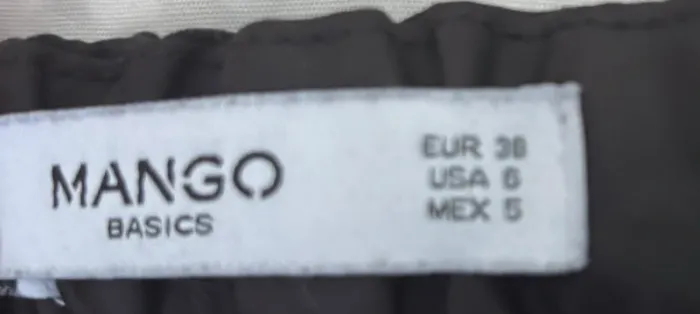 MANGO
BASICS
EUR 38
USA 6
MEX 5